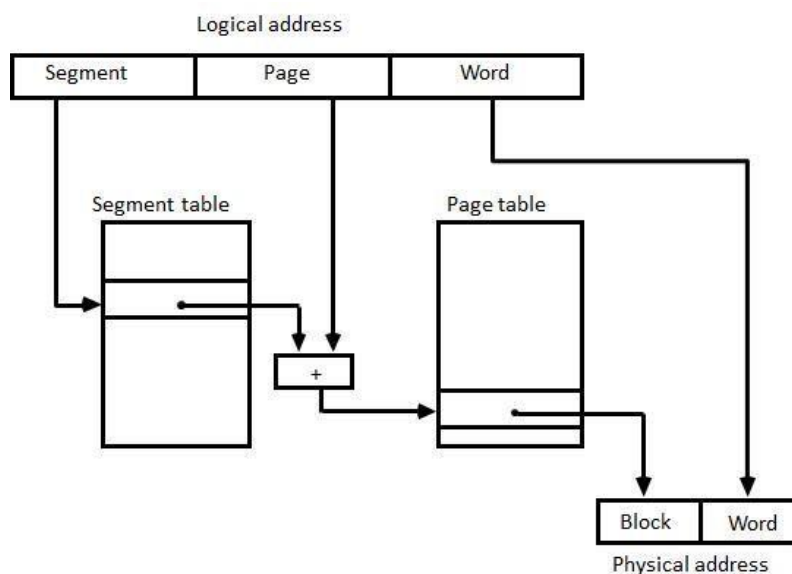 Logical address
Segment Page Word
Segment table Page table
+
Block Word
Physical address